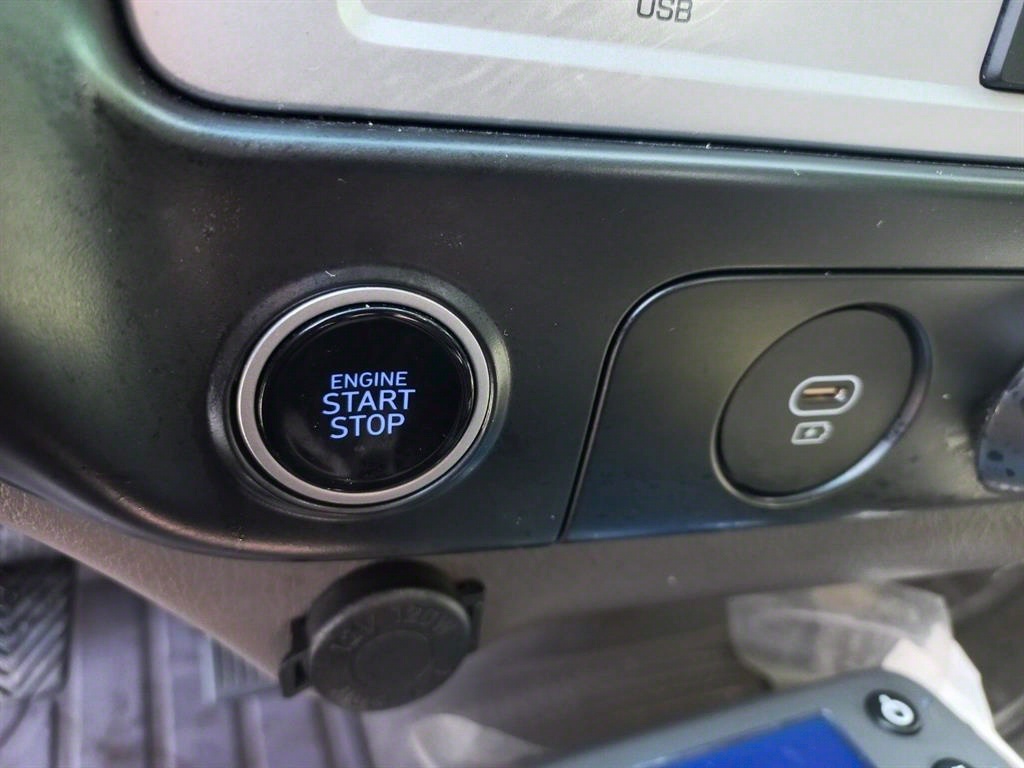 USB
ENGINE
START
STOP
12V 120W